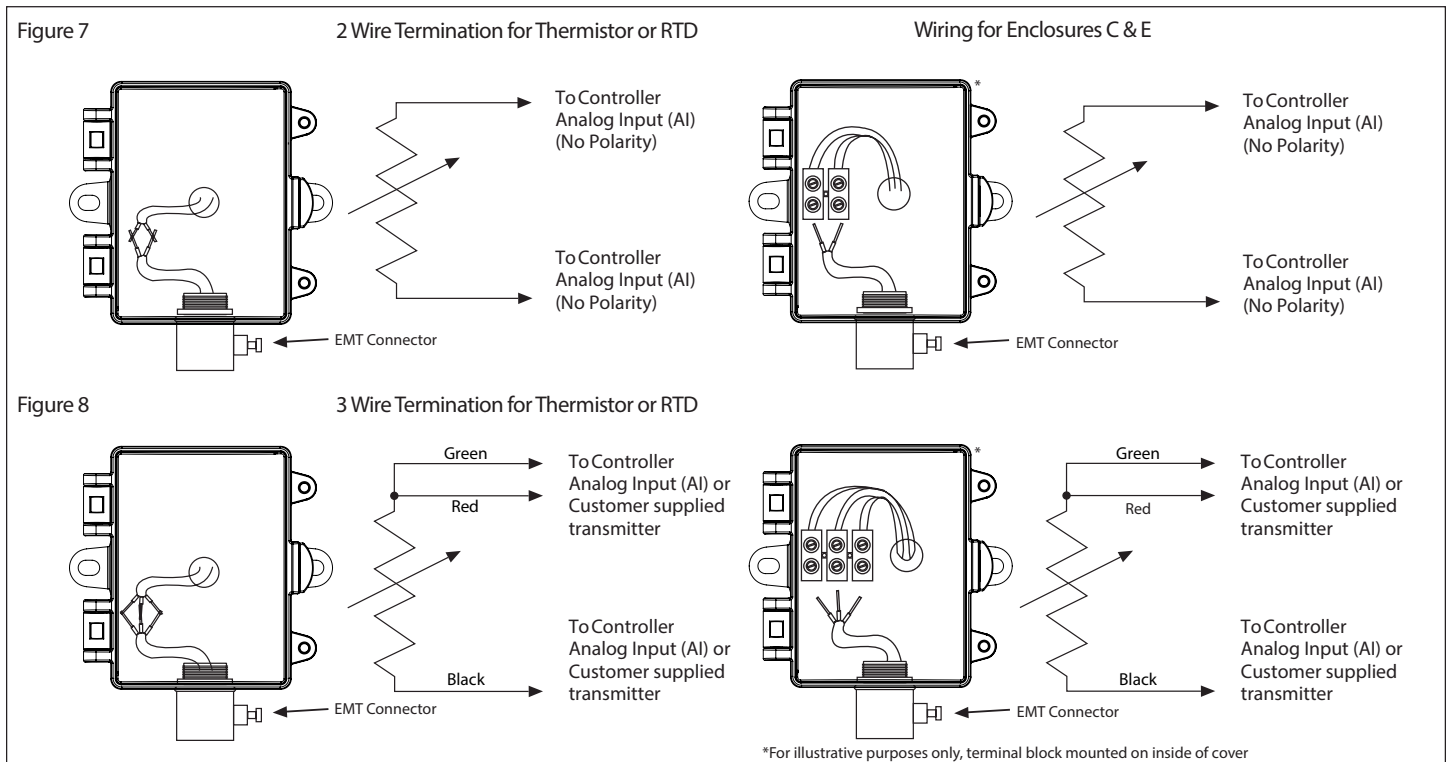 Figure 7
2 Wire Termination for Thermistor or RTD
Wiring for Enclosures C & E
To Controller
Analog Input (AI)
(No Polarity)
To Controller
Analog Input (AI)
(No Polarity)
EMT Connector
*
To Controller
Analog Input (AI)
(No Polarity)
To Controller
Analog Input (AI)
(No Polarity)
EMT Connector
Figure 8
3 Wire Termination for Thermistor or RTD
Green
Red
To Controller
Analog Input (AI) or
Customer supplied
transmitter
To Controller
Analog Input (AI) or
Customer supplied
transmitter
Black
EMT Connector
*
Green
Red
To Controller
Analog Input (AI) or
Customer supplied
transmitter
To Controller
Analog Input (AI) or
Customer supplied
transmitter
Black
EMT Connector
*For illustrative purposes only, terminal block mounted on inside of cover